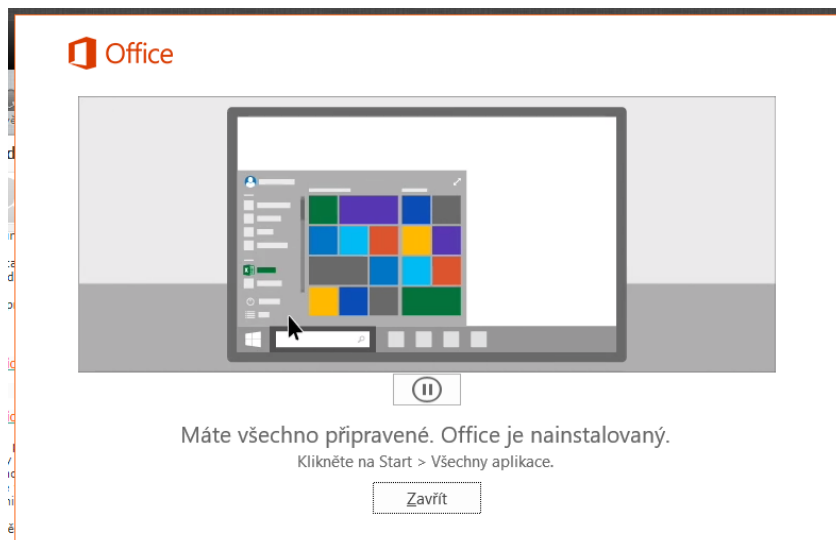 Office
Máte všechno připravené. Office je nainstalovaný.
Klikněte na Start > Všechny aplikace.
Zavřít